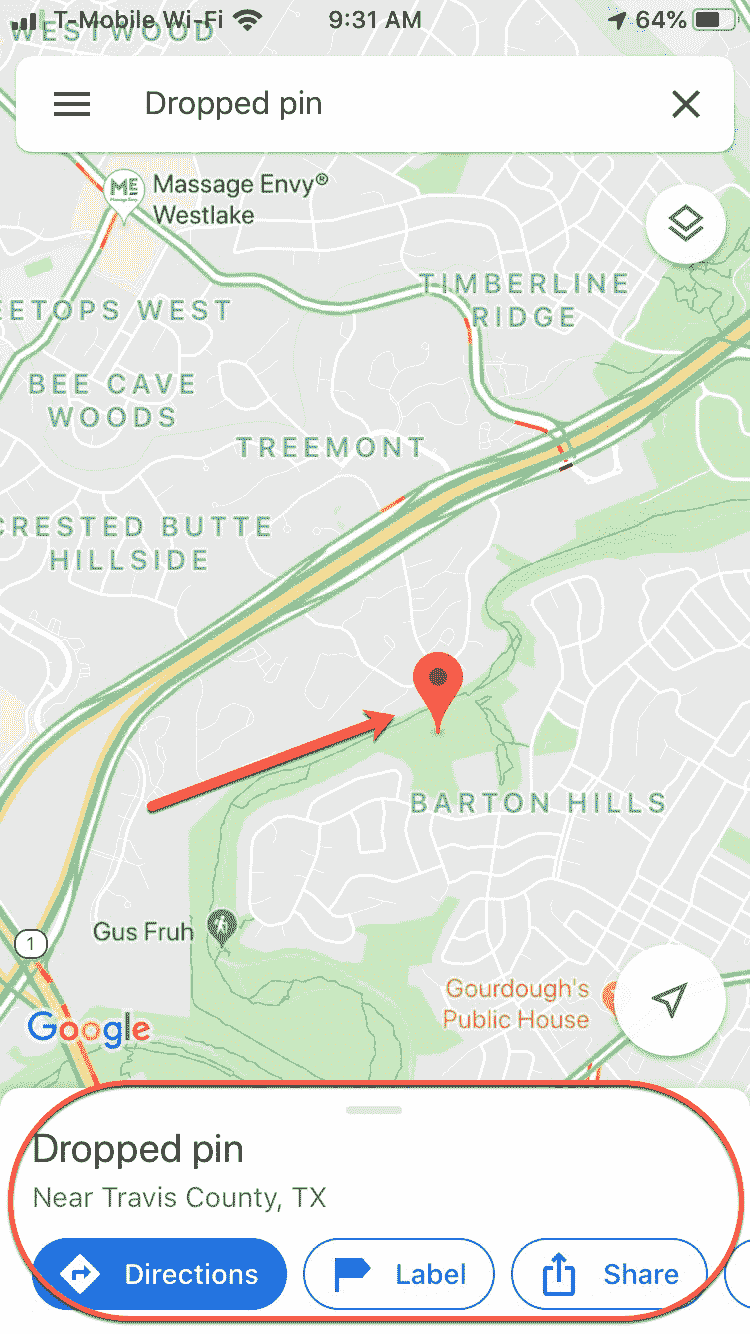 WESTWOOD
T-Mobile Wi-Fi 9:31 AM 64%
Dropped pin
ME
Massage Envy®
Westlake
TIMBERLINE
RIDGE
EETOPS WEST
BEE CAVE
WOODS
TREEMONT
CRESTED BUTTE
HILLSIDE
BARTON HILLS
Gus Fruh
1
Gourdough's
Public House
Google
Dropped pin
Near Travis County, TX
Directions Label Share